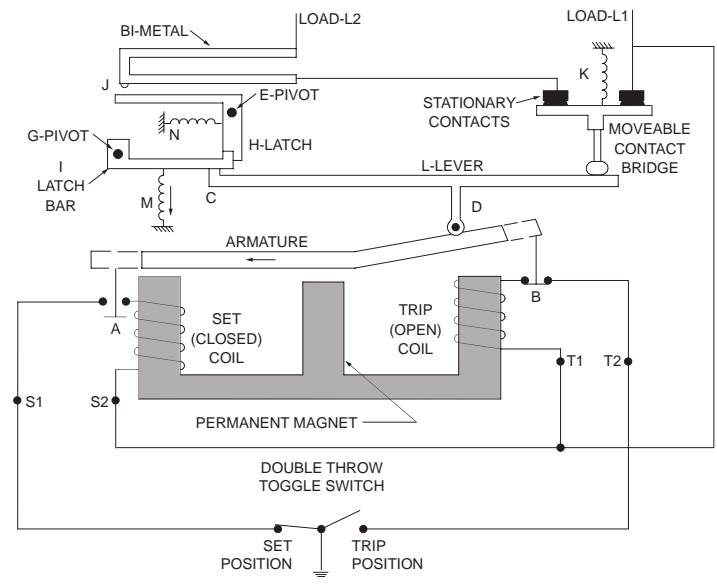 LOAD-L2
LOAD-L1
BI-METAL
K
J
E-PIVOT
STATIONARY
CONTACTS
N
G-PIVOT
H-LATCH
MOVEABLE
CONTACT
BRIDGE
I
LATCH
BAR
L-LEVER
M
C
D
ARMATURE
A
SET
(CLOSED)
COIL
TRIP
(OPEN)
COIL
B
T1
T2
S1
S2
PERMANENT MAGNET
DOUBLE THROW
TOGGLE SWITCH
SET
POSITION
TRIP
POSITION